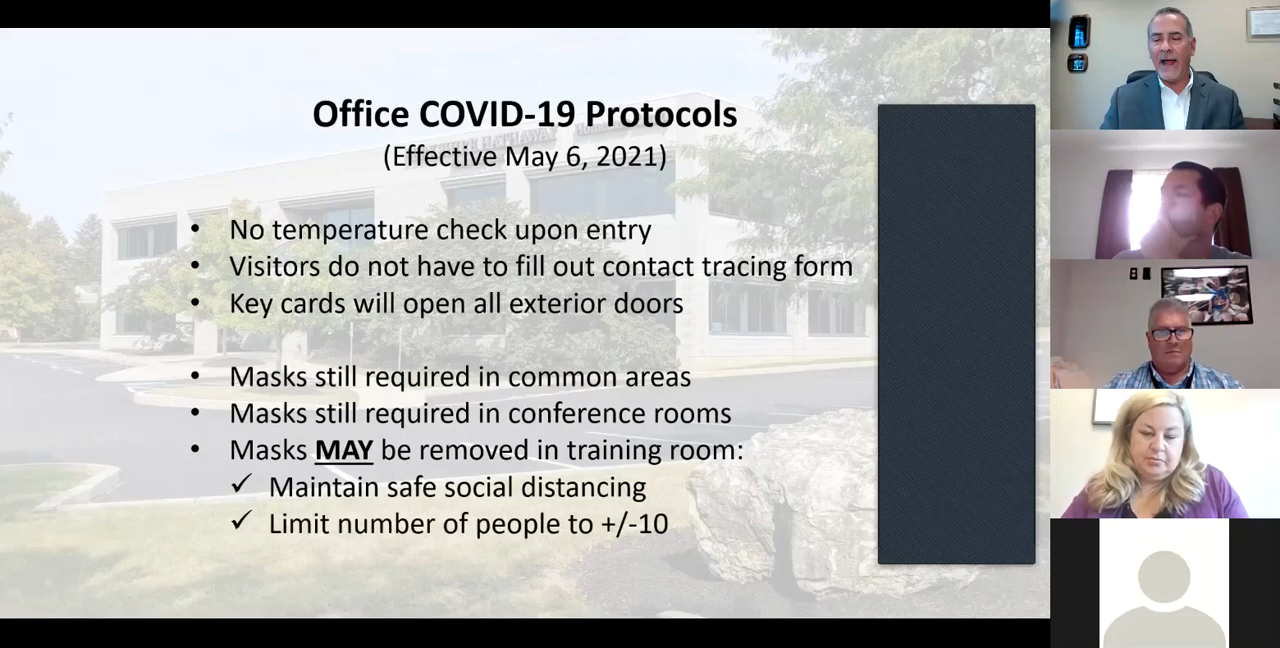 Office COVID-19 Protocols
(Effective May 6, 2021)
• No temperature check upon entry
• Visitors do not have to fill out contact tracing form
• Key cards will open all exterior doors
• Masks still required in common areas
• Masks still required in conference rooms
• Masks MAY be removed in training room:
✓ Maintain safe social distancing
✓ Limit number of people to +/-10
HATHAWAY